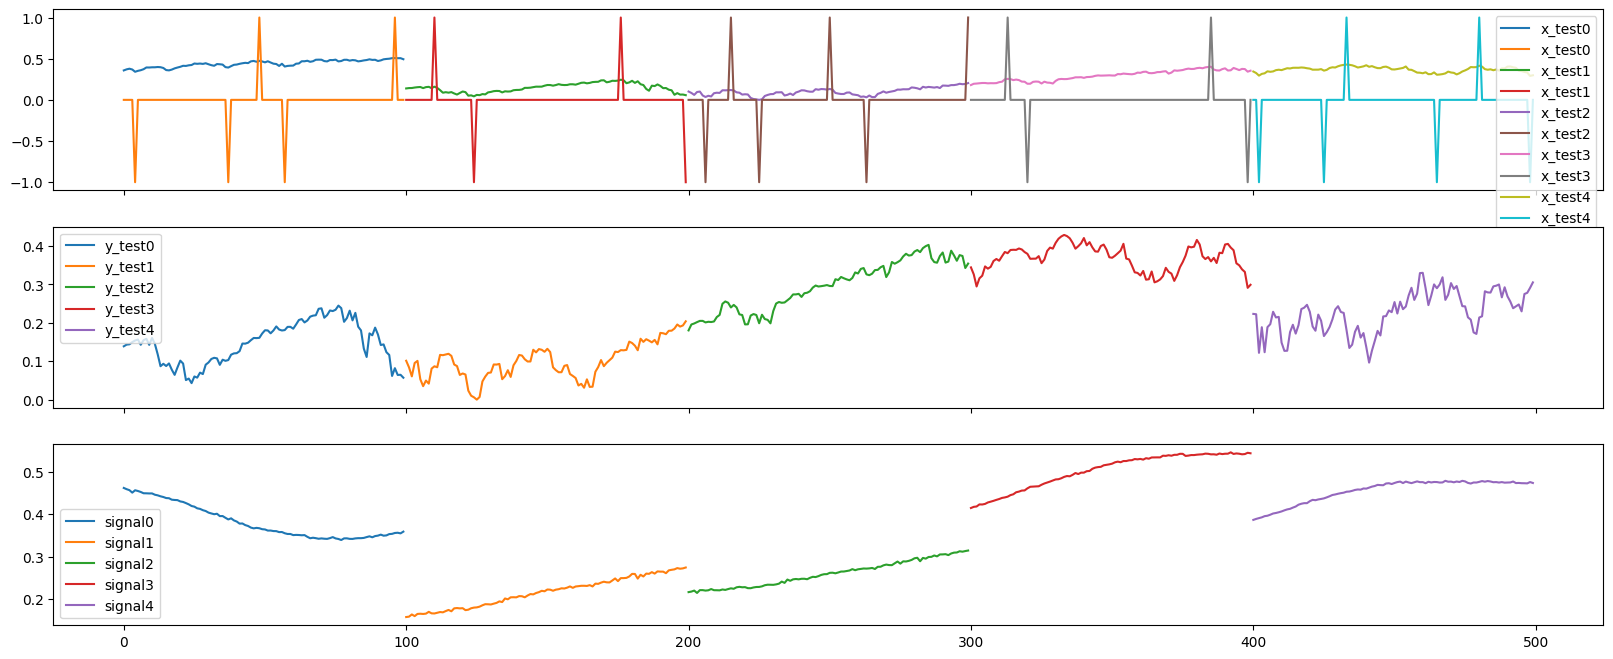 1.0
0.5
0.0
−0.5
−1.0
x_test0
x_test0
x_test1
x_test1
x_test2
x_test2
x_test3
x_test3
x_test4
x_test4
0.4
0.3
0.2
0.1
0.0
y_test0
y_test1
y_test2
y_test3
y_test4
0.5
0.4
0.3
0.2
signal0
signal1
signal2
signal3
signal4
0 100 200 300 400 500